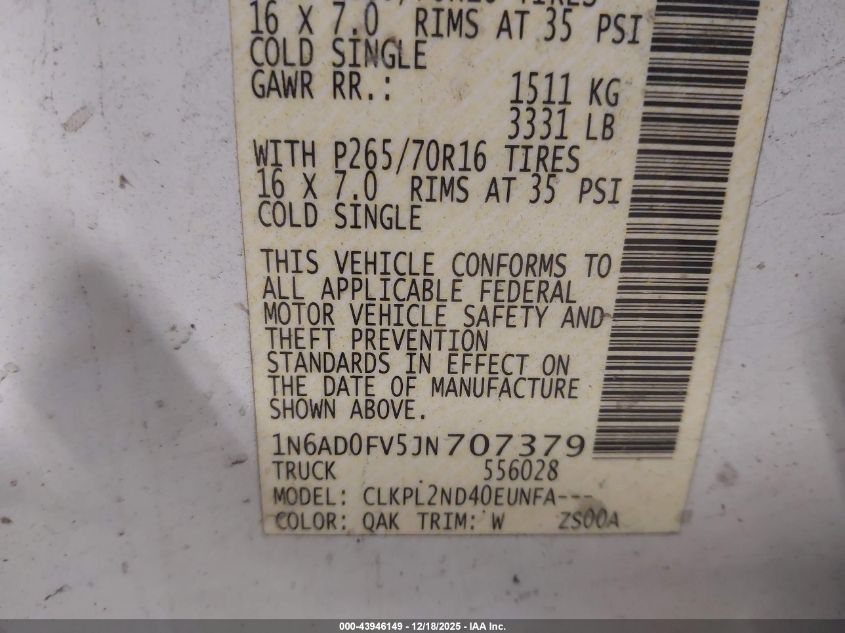 16 X 7.0 RIMS AT 35 PSI
COLD SINGLE
GAWR RR.: 1511 KG
3331 LB
WITH P265/70R16 TIRES
16 X 7.0 RIMS AT 35 PSI
COLD SINGLE
THIS VEHICLE CONFORMS TO
ALL APPLICABLE FEDERAL
MOTOR VEHICLE SAFETY AND
THEFT PREVENTION
STANDARDS IN EFFECT ON
THE DATE OF MANUFACTURE
SHOWN ABOVE.
1N6AD0FV5JN707379
TRUCK 556028
MODEL: CLKPL2ND40EUNFA---
COLOR: QAK TRIM: W ZS00A
000-43946149 - 12/18/2025 - IAA Inc.